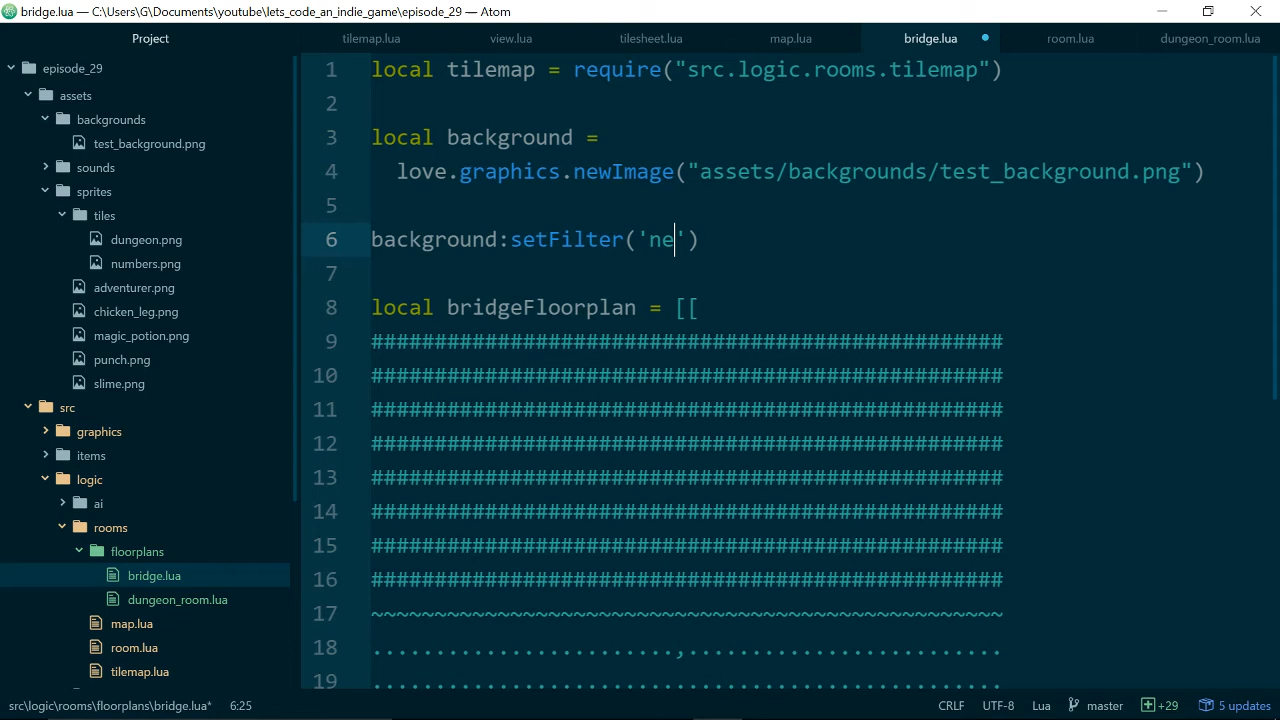 bridge.lua — C:\Users\G\Documents\youtube\lets_code_an_indie_game\episode_29 — Atom
Project
tilemap.lua view.lua tilesheet.lua map.lua bridge.lua room.lua dungeon_room.lua
episode_29
assets
backgrounds
test_background.png
sounds
sprites
tiles
dungeon.png
numbers.png
adventurer.png
chicken_leg.png
magic_potion.png
punch.png
slime.png
src
graphics
items
logic
ai
rooms
floorplans
bridge.lua
dungeon_room.lua
map.lua
room.lua
tilemap.lua
1 local tilemap = require("src.logic.rooms.tilemap")
2
3 local background =
4 love.graphics.newImage("assets/backgrounds/test_background.png")
5
6 background:setFilter('ne')
7
8 local bridgeFloorplan = [[
9 ##################################################
10 ##################################################
11 ##################################################
12 ##################################################
13 ##################################################
14 ##################################################
15 ##################################################
16 ##################################################
17 ~~~~~~~~~~~~~~~~~~~~~~~~~~~~~~~~~~~~~~~~~~~~~~~~~~
18 ........................,.........................
19 ..................................................
src\logic\rooms\floorplans\bridge.lua* 6:25 CRLF UTF-8 Lua master +29 5 updates